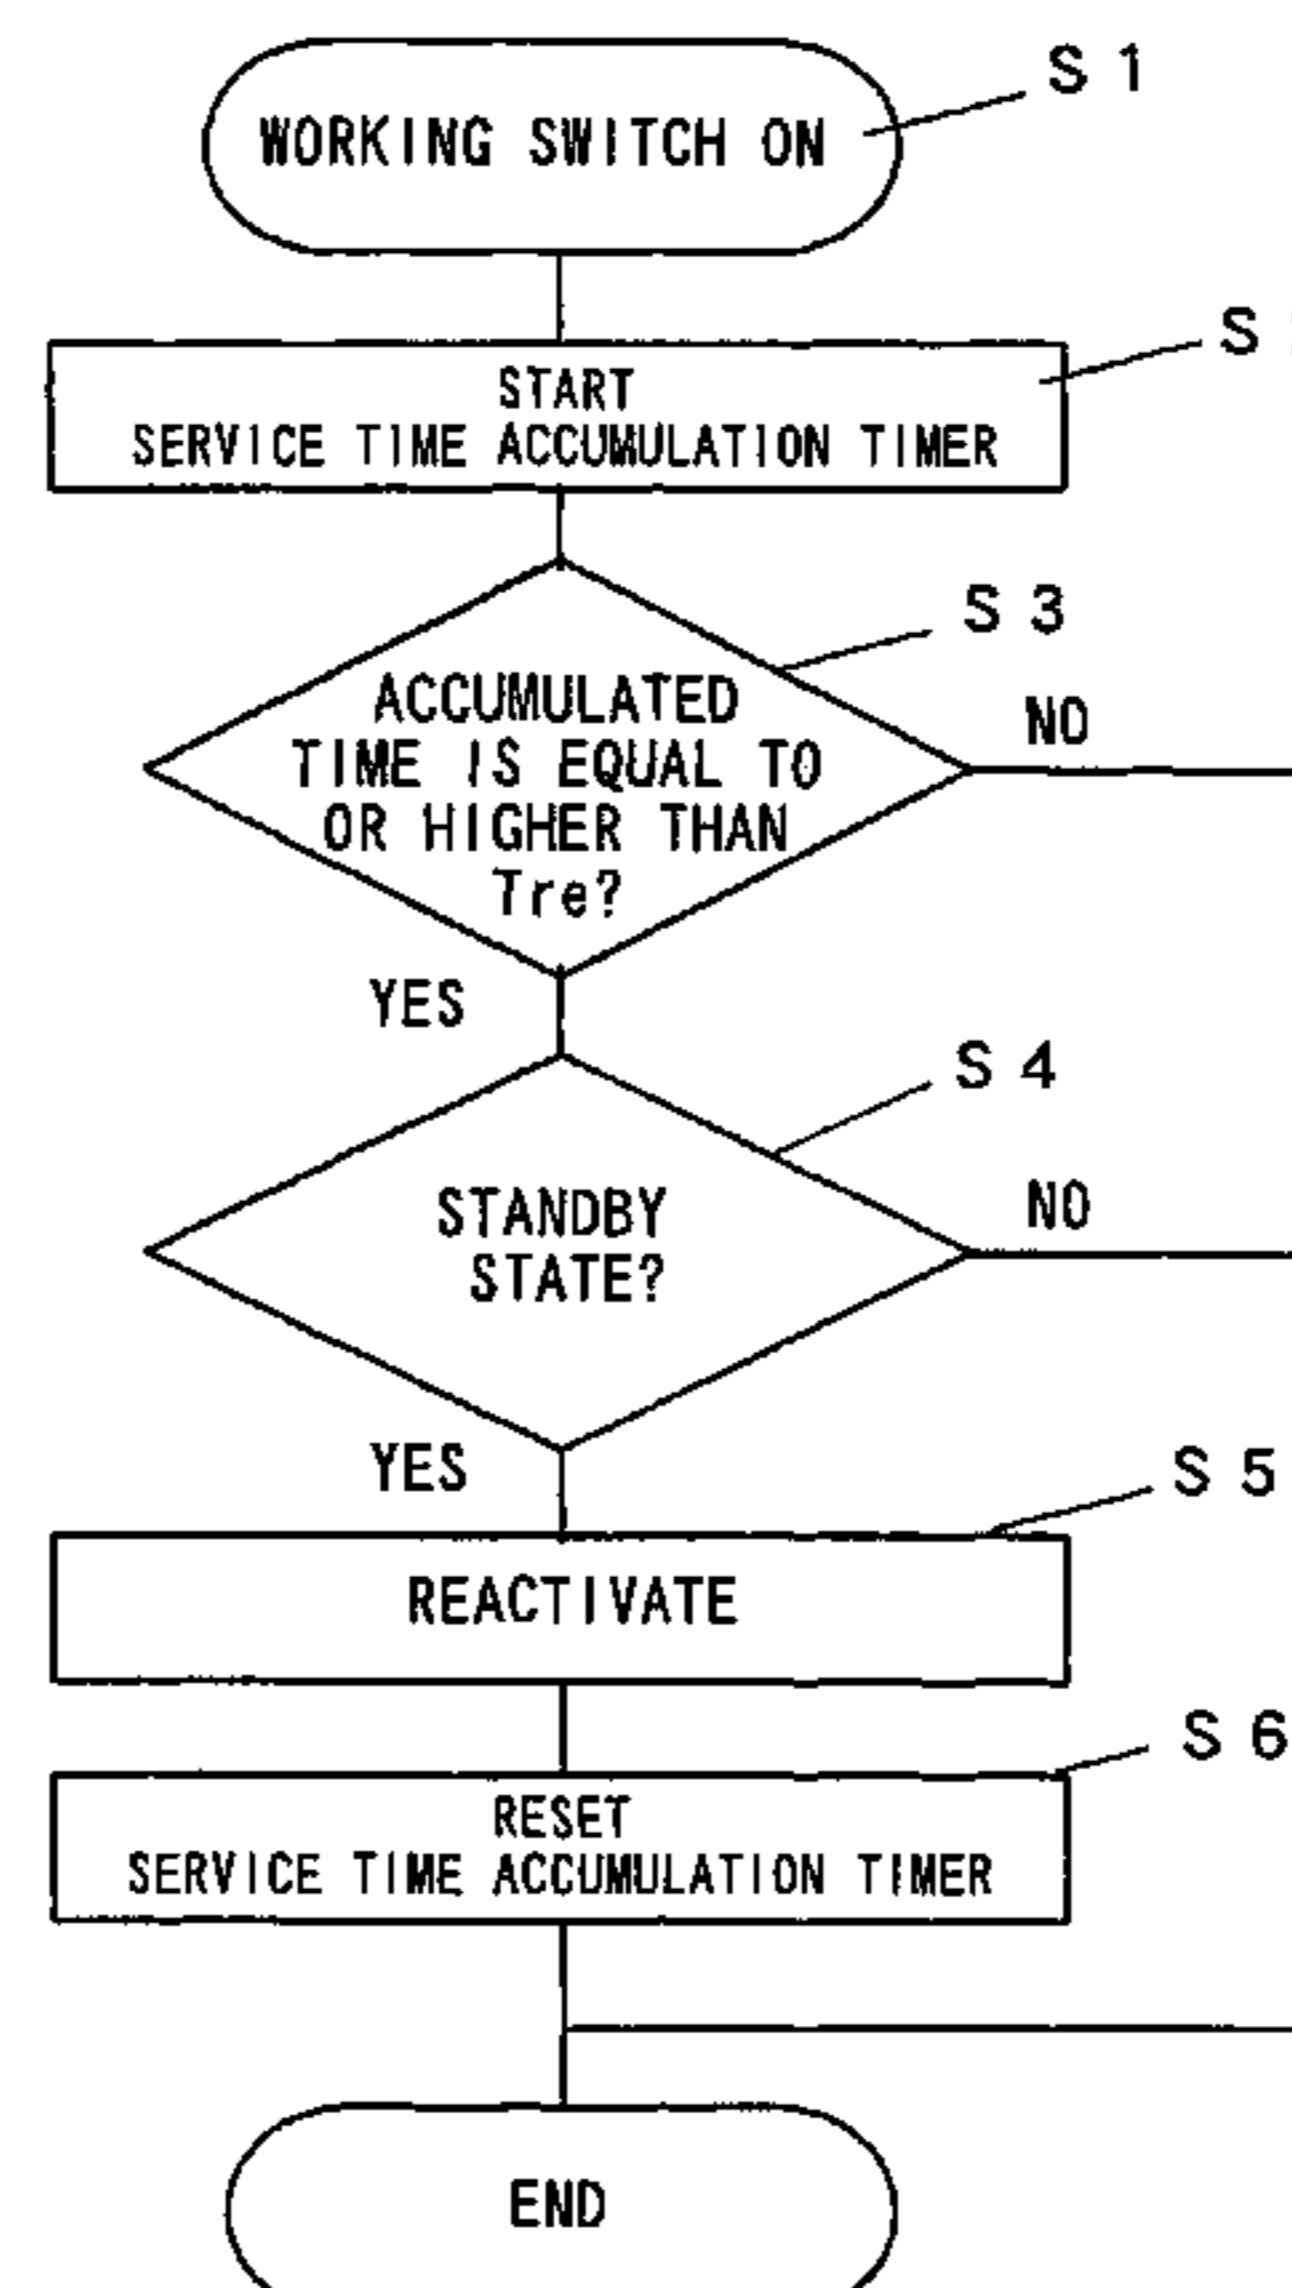 WORKING SWITCH ON
S 1
START
SERVICE TIME ACCUMULATION TIMER
S
ACCUMULATED
TIME IS EQUAL TO
OR HIGHER THAN
Tre?
S 3
NO
YES
STANDBY
STATE?
S 4
NO
YES
REACTIVATE
S 5
RESET
SERVICE TIME ACCUMULATION TIMER
S 6
END